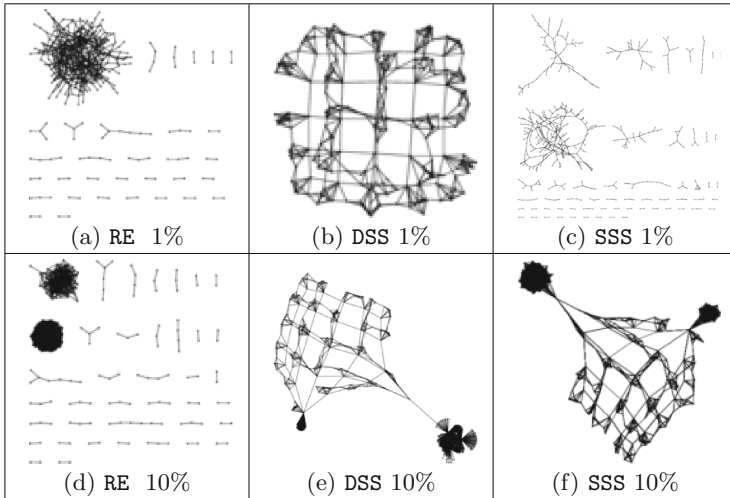 (a) RE 1%
(b) DSS 1%
(c) SSS 1%
(d) RE 10%
(e) DSS 10%
(f) SSS 10%